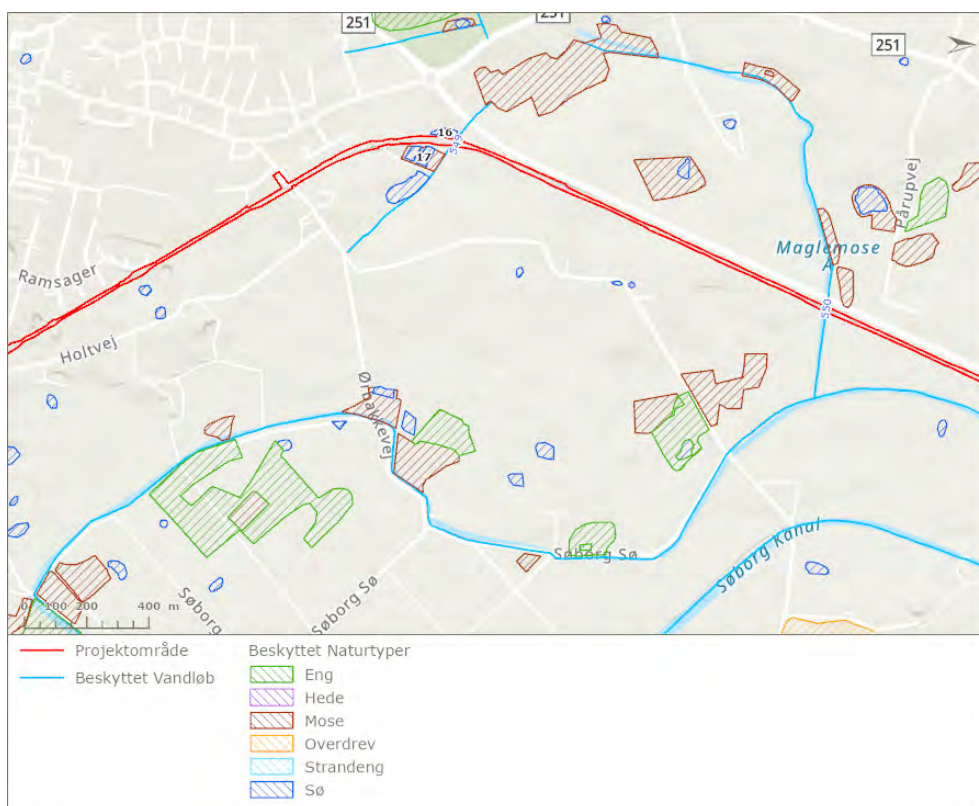 251
251
251
16
549
17
Pårupvej
Ramsager
Maglemose
Å
550
Holtvej
Ørbakkevej
Søborg Sø
Søborg Kanal
Søborg
Søborg Sø
0 100 200 400 m
Projektområde
Beskyttet Vandløb
Beskyttet Naturtyper
Eng
Hede
Mose
Overdrev
Strandeng
Sø